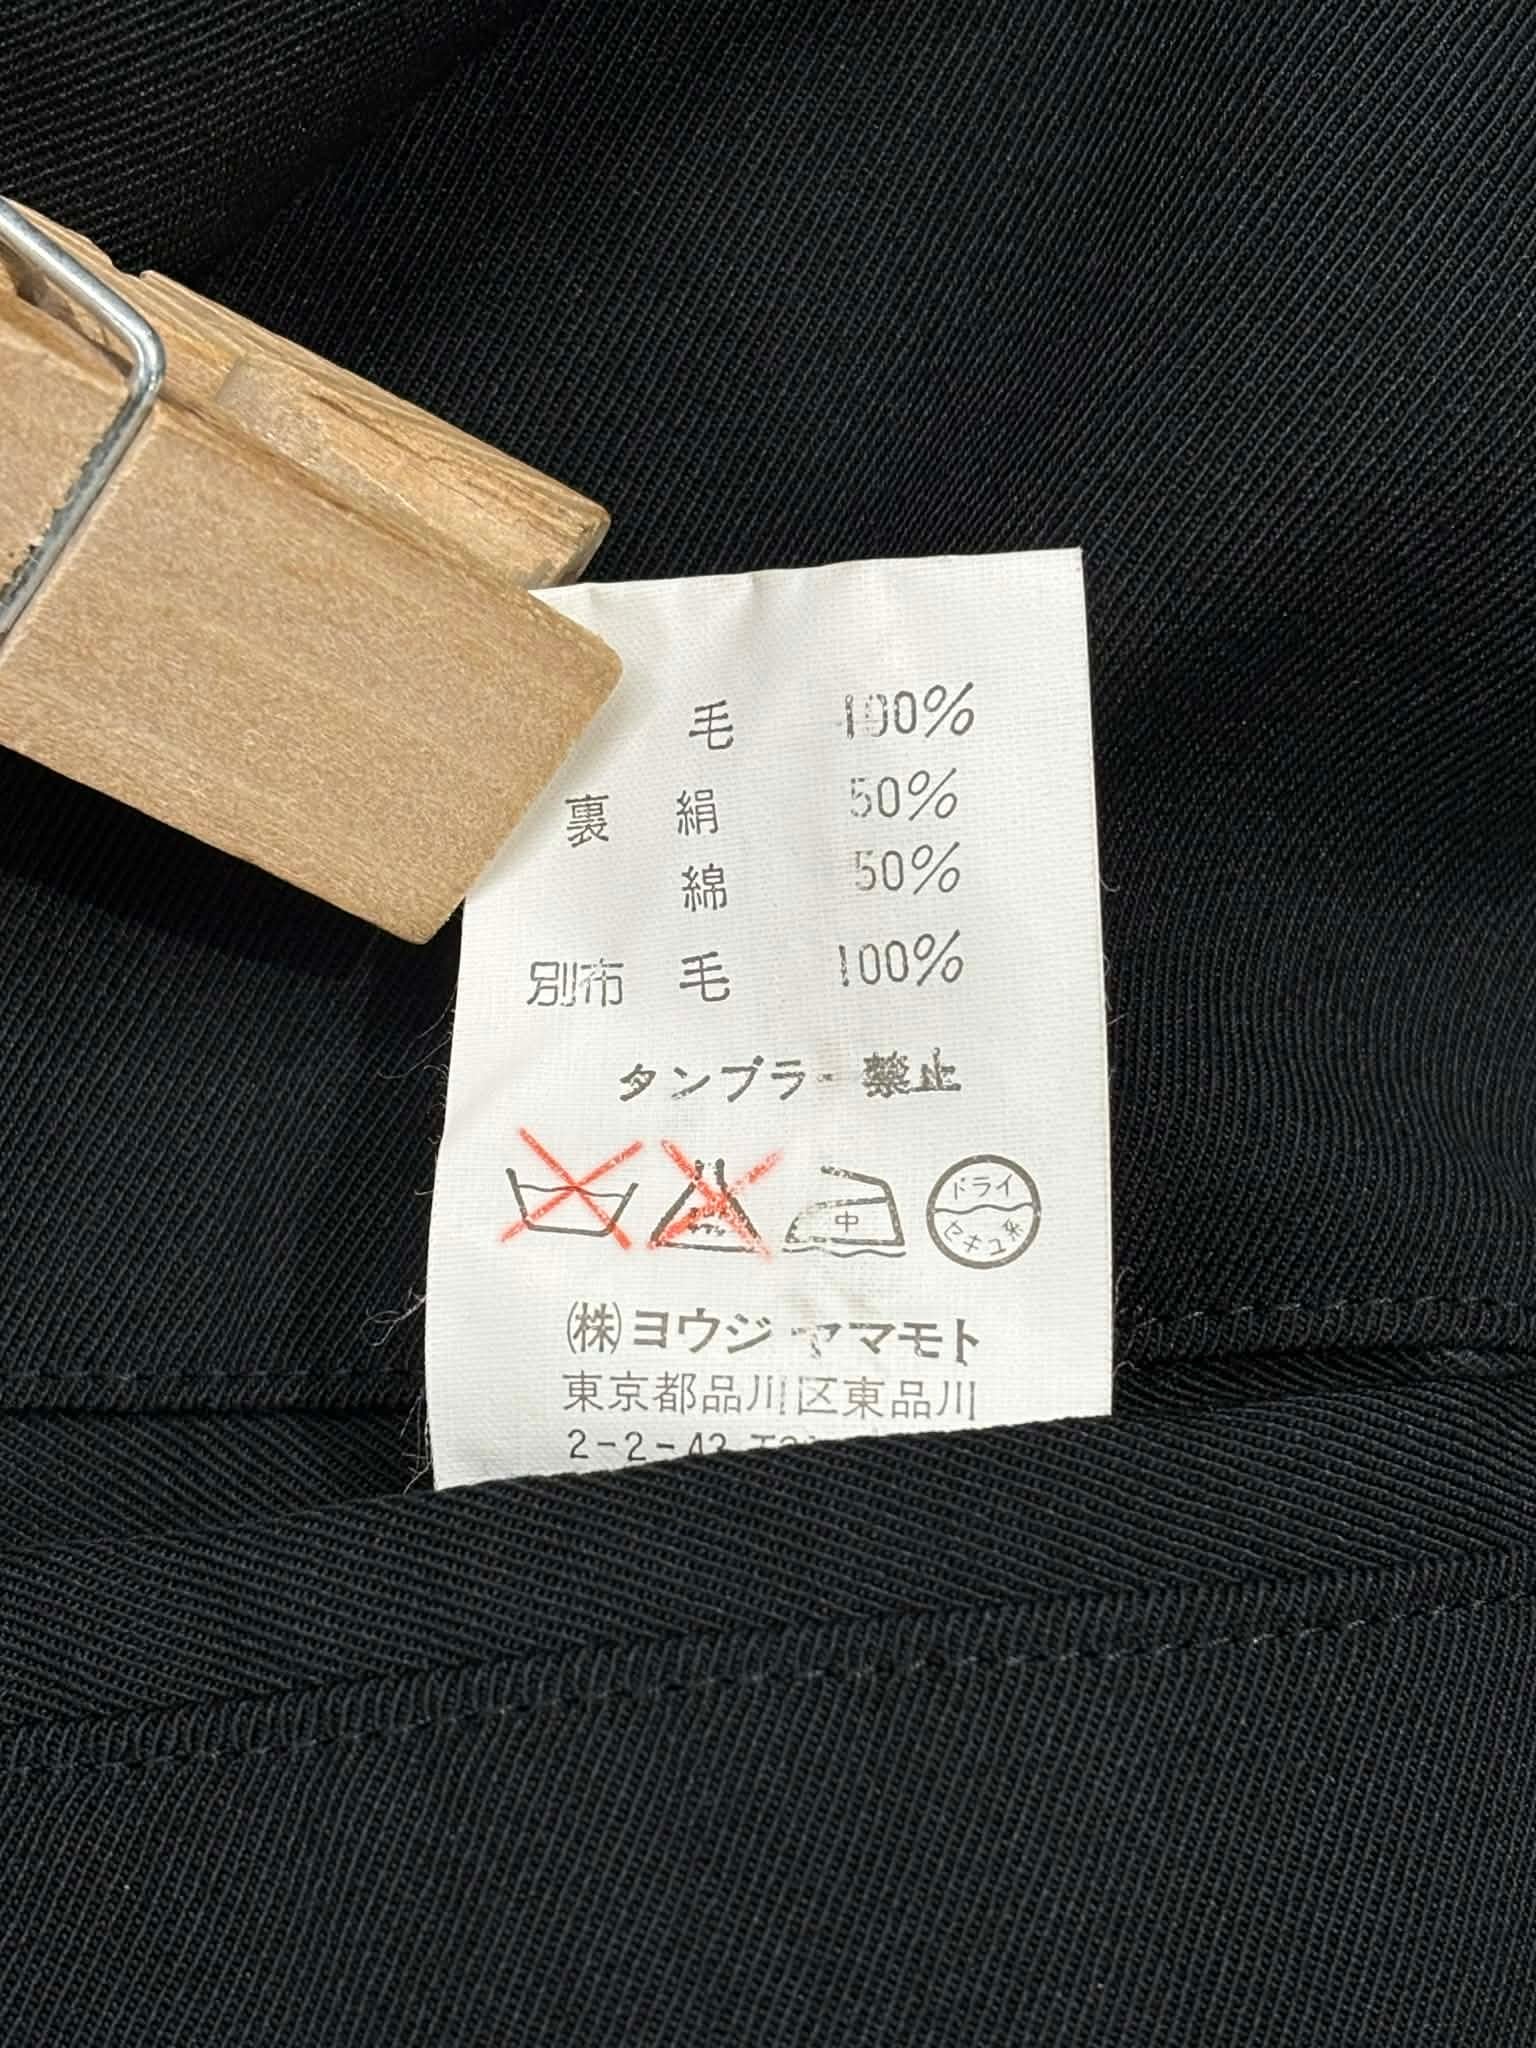 毛 100%
裏 絹 50%
綿 50%
別布 毛 100%
タンブラー禁止
中
ドライ
セキユ系
(株)ヨウジ ヤマモト
東京都品川区東品川
2-2-43